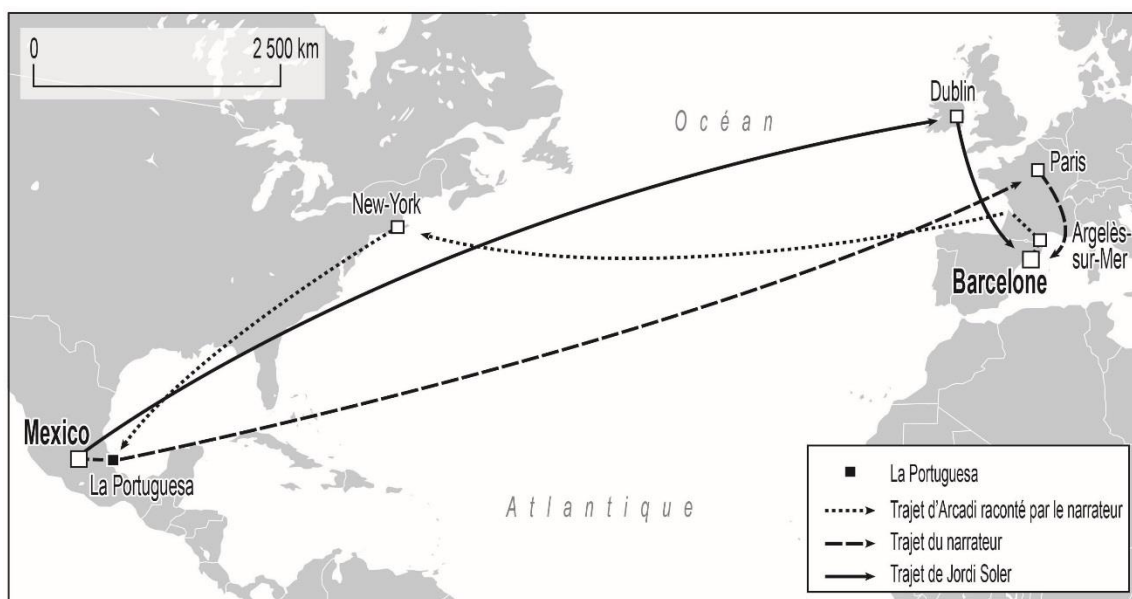 0
2 500 km
Océan
Dublin
Paris
New-York
Argelès-
sur-Mer
Barcelone
Mexico
La Portuguesa
Atlantique
La Portuguesa
Trajet d'Arcadi raconté par le narrateur
Trajet du narrateur
Trajet de Jordi Soler